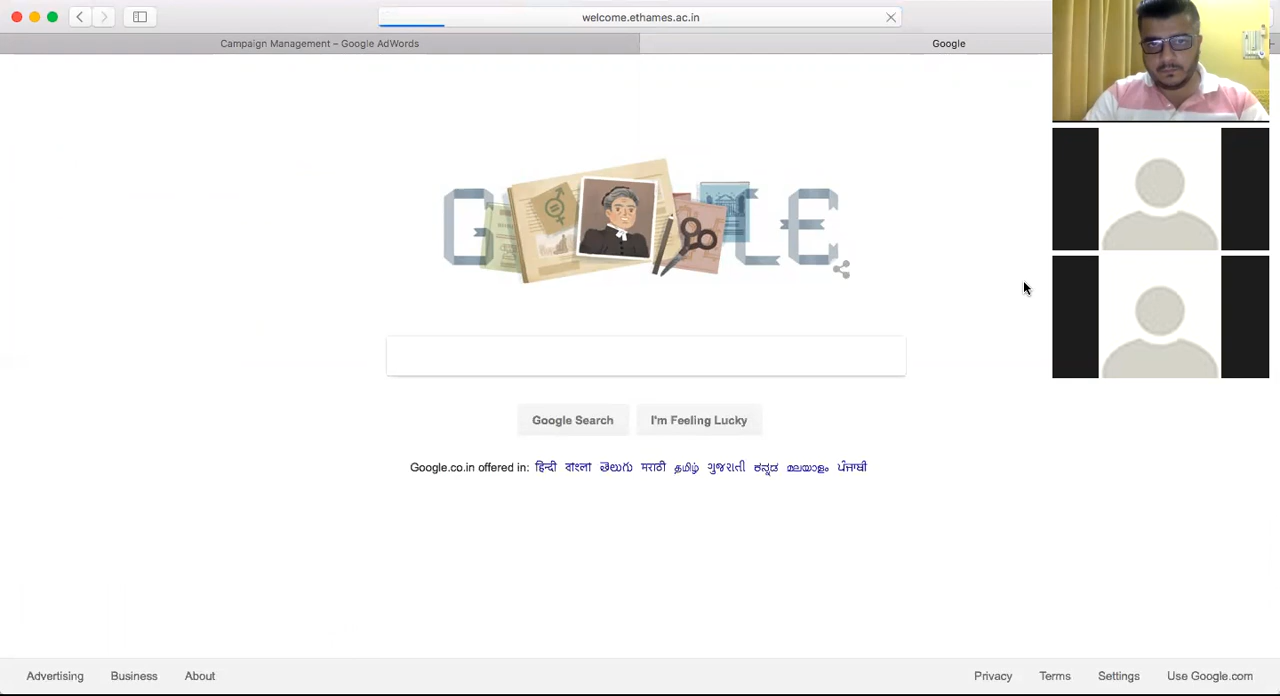 welcome.ethames.ac.in
Campaign Management – Google AdWords
Google
G LE
Google Search
I'm Feeling Lucky
Google.co.in offered in: हिन्दी বাংলা తెలుగు मराठी தமிழ் ગુજરાતી ಕನ್ನಡ മലയാളം ਪੰਜਾਬੀ
Advertising Business About
Privacy Terms Settings Use Google.com